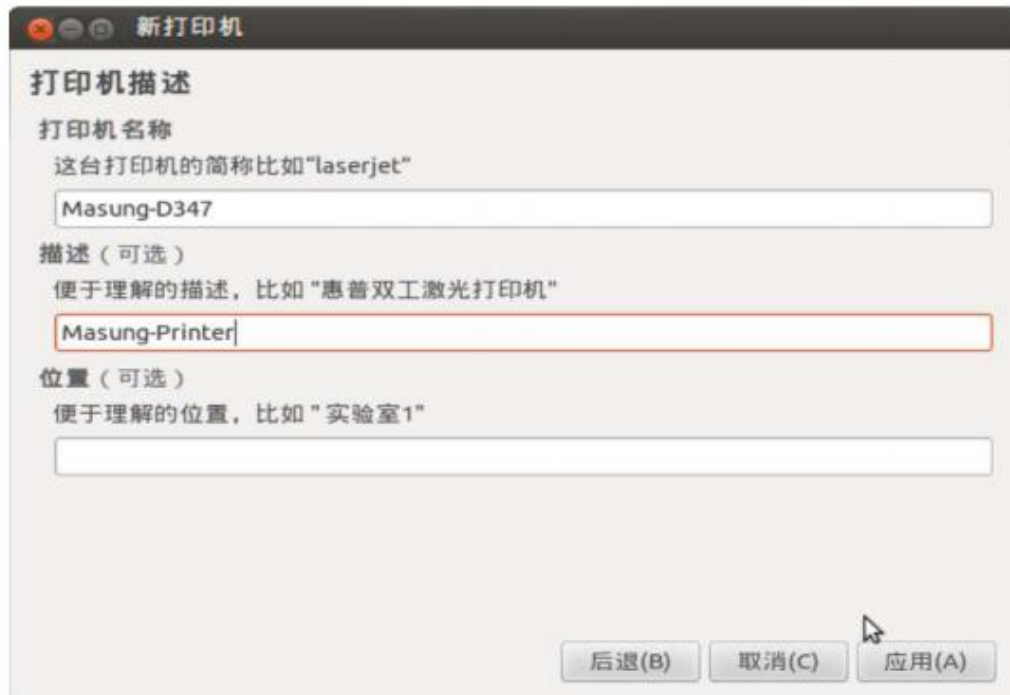 新打印机
打印机描述
打印机名称
这台打印机的简称比如"laserjet"
Masung-D347
描述（可选）
便于理解的描述，比如"惠普双工激光打印机"
Masung-Printer
位置（可选）
便于理解的位置，比如"实验室1"
后退(B) 取消(C) 应用(A)